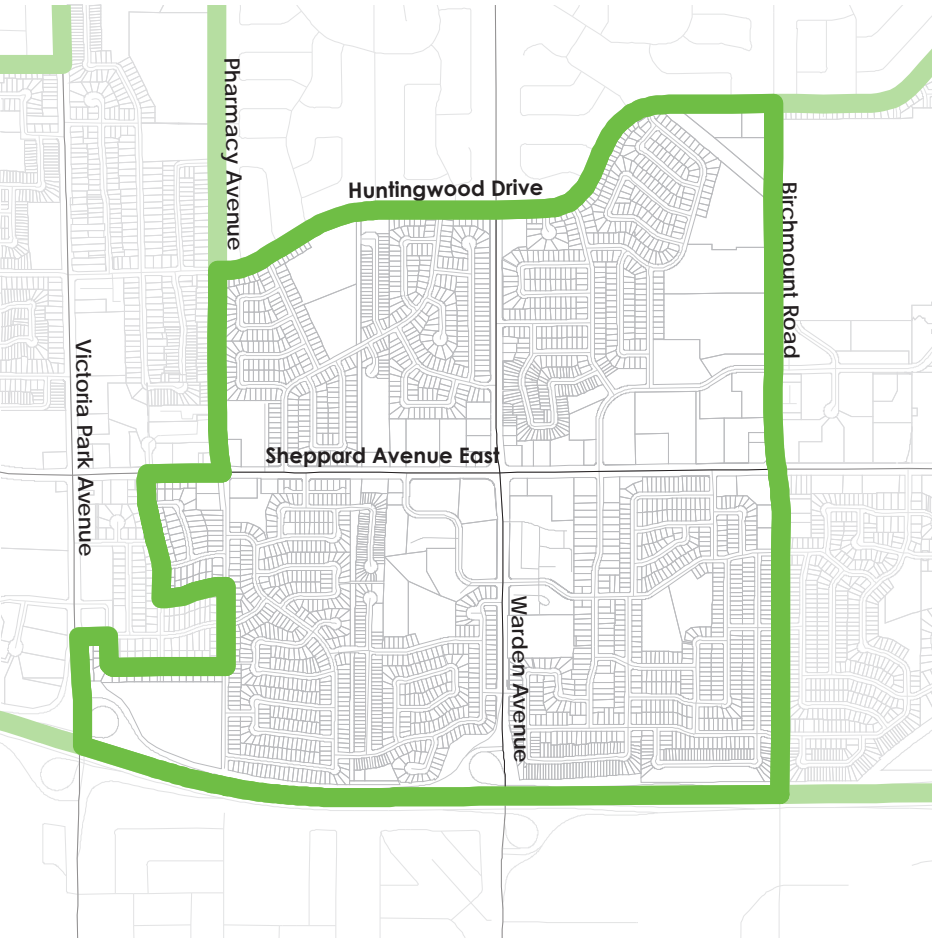 Pharmacy Avenue
Huntingwood Drive
Birchmount Road
Victoria Park Avenue
Sheppard Avenue East
Warden Avenue